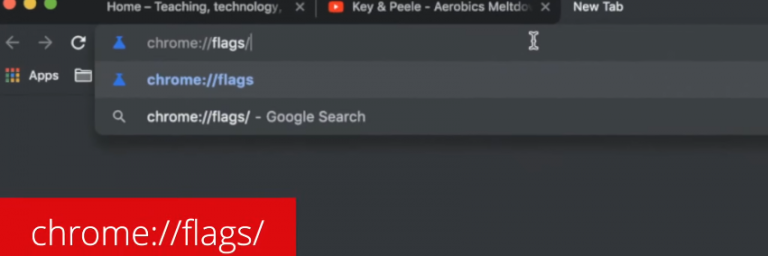 Home – Teaching, technology,
Key & Peele - Aerobics Meltdo
New Tab
chrome://flags/
Apps
chrome://flags
chrome://flags/ - Google Search
chrome://flags/